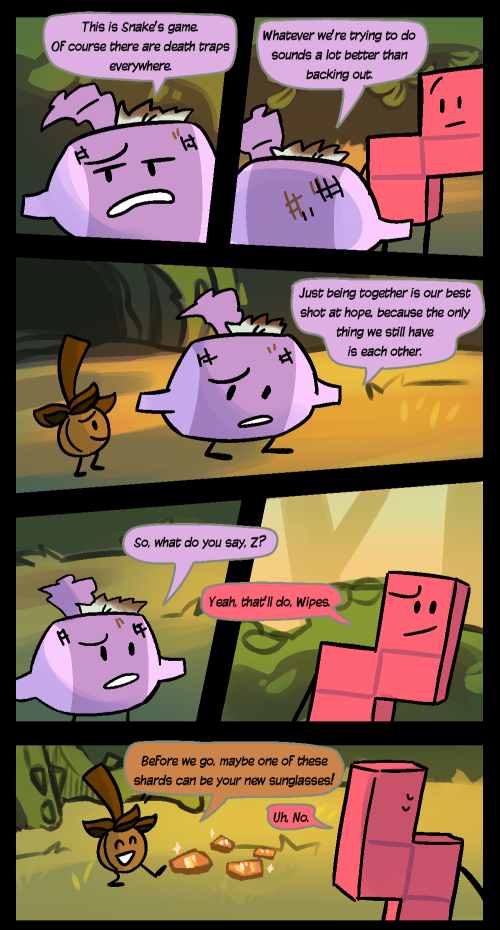 This is Snake's game.
Of course there are death traps
everywhere.
Whatever we're trying to do
sounds a lot better than
backing out.
Just being together is our best
shot at hope, because the only
thing we still have
is each other.
So, what do you say, Z?
Yeah, that'll do, Wipes.
Before we go, maybe one of these
shards can be your new sunglasses!
Uh, No.